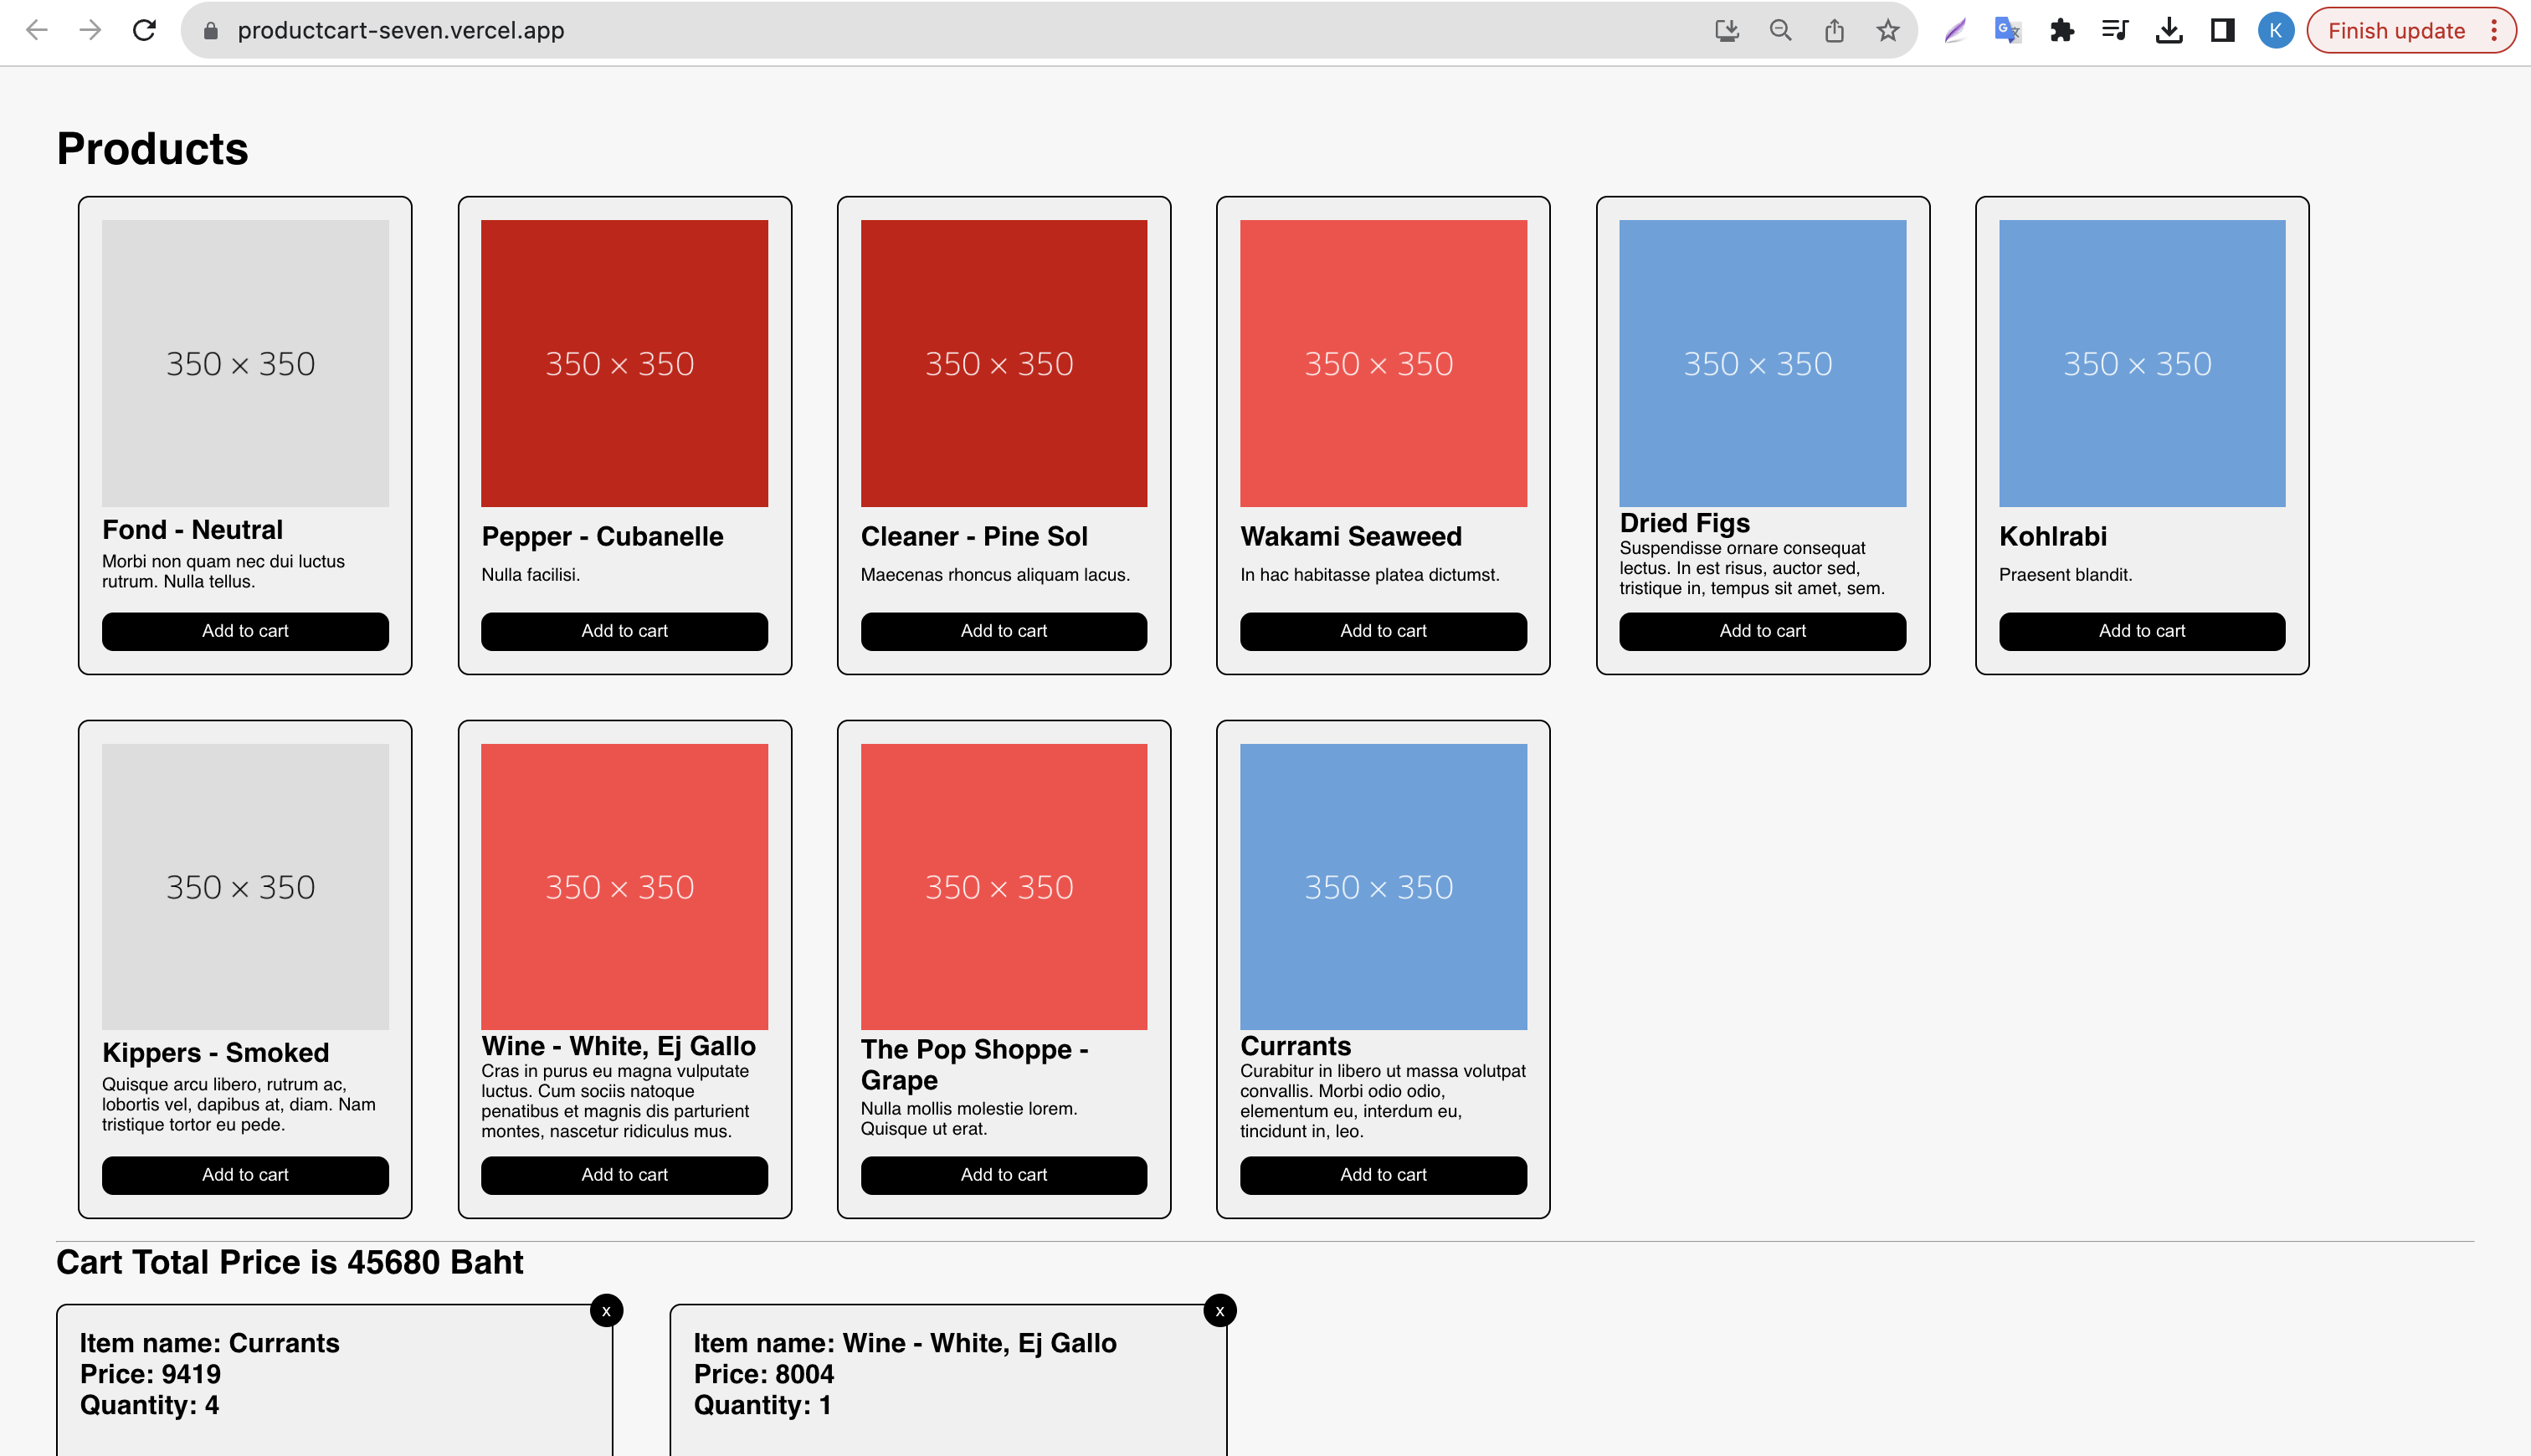 productcart-seven.vercel.app
K
Finish update
Products
350 × 350
350 × 350
350 × 350
350 × 350
350 × 350
350 × 350
Fond - Neutral
Morbi non quam nec dui luctus
rutrum. Nulla tellus.
Add to cart
Pepper - Cubanelle
Nulla facilisi.
Add to cart
Cleaner - Pine Sol
Maecenas rhoncus aliquam lacus.
Add to cart
Wakami Seaweed
In hac habitasse platea dictumst.
Add to cart
Dried Figs
Suspendisse ornare consequat
lectus. In est risus, auctor sed,
tristique in, tempus sit amet, sem.
Add to cart
Kohlrabi
Praesent blandit.
Add to cart
350 × 350
350 × 350
350 × 350
350 × 350
Kippers - Smoked
Quisque arcu libero, rutrum ac,
lobortis vel, dapibus at, diam. Nam
tristique tortor eu pede.
Add to cart
Wine - White, Ej Gallo
Cras in purus eu magna vulputate
luctus. Cum sociis natoque
penatibus et magnis dis parturient
montes, nascetur ridiculus mus.
Add to cart
The Pop Shoppe -
Grape
Nulla mollis molestie lorem.
Quisque ut erat.
Add to cart
Currants
Curabitur in libero ut massa volutpat
convallis. Morbi odio odio,
elementum eu, interdum eu,
tincidunt in, leo.
Add to cart
Cart Total Price is 45680 Baht
x
Item name: Currants
Price: 9419
Quantity: 4
x
Item name: Wine - White, Ej Gallo
Price: 8004
Quantity: 1